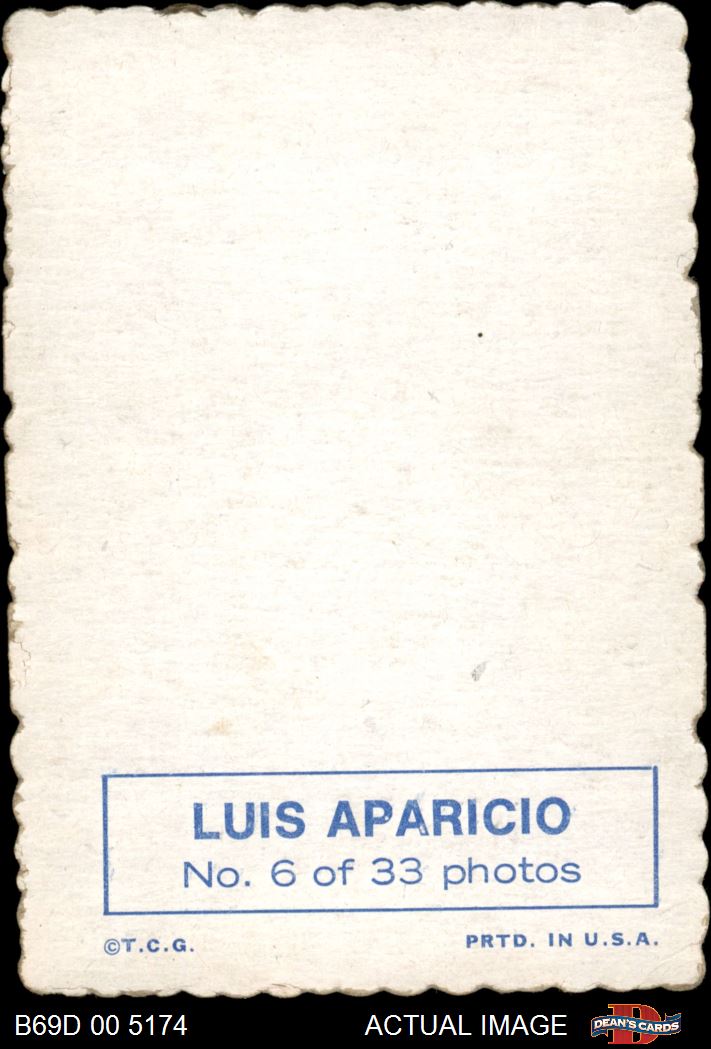 LUIS APARICIO
No. 6 of 33 photos
©T.C.G.
PRTD. IN U.S.A.
B69D 00 5174
ACTUAL IMAGE
D
DEAN'S CARDS